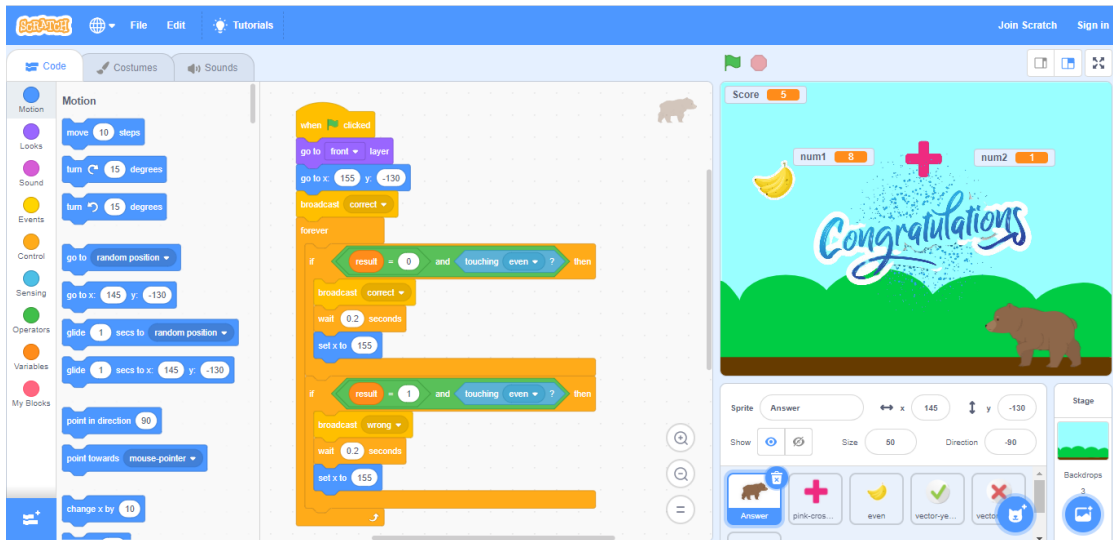 SCRATCH File Edit Tutorials Join Scratch Sign in
Code Costumes Sounds
Motion
Looks
Sound
Events
Control
Sensing
Operators
Variables
My Blocks
Motion
move 10 steps
turn 15 degrees
turn 15 degrees
go to random position
go to x: 145 y: -130
glide 1 secs to random position
glide 1 secs to x: 145 y: -130
point in direction 90
point towards mouse-pointer
change x by 10
when clicked
go to front layer
go to x: 155 y: -130
broadcast correct
forever
if result = 0 and touching even ? then
broadcast correct
wait 0.2 seconds
set x to 155
if result = 1 and touching even ? then
broadcast wrong
wait 0.2 seconds
set x to 155
Score 5
num1 8 num2 1
Congratulations
Sprite Answer x 145 y -130
Show Size 50 Direction -90
Answer pink-cros... even vector-ye...
Stage
Backdrops
3